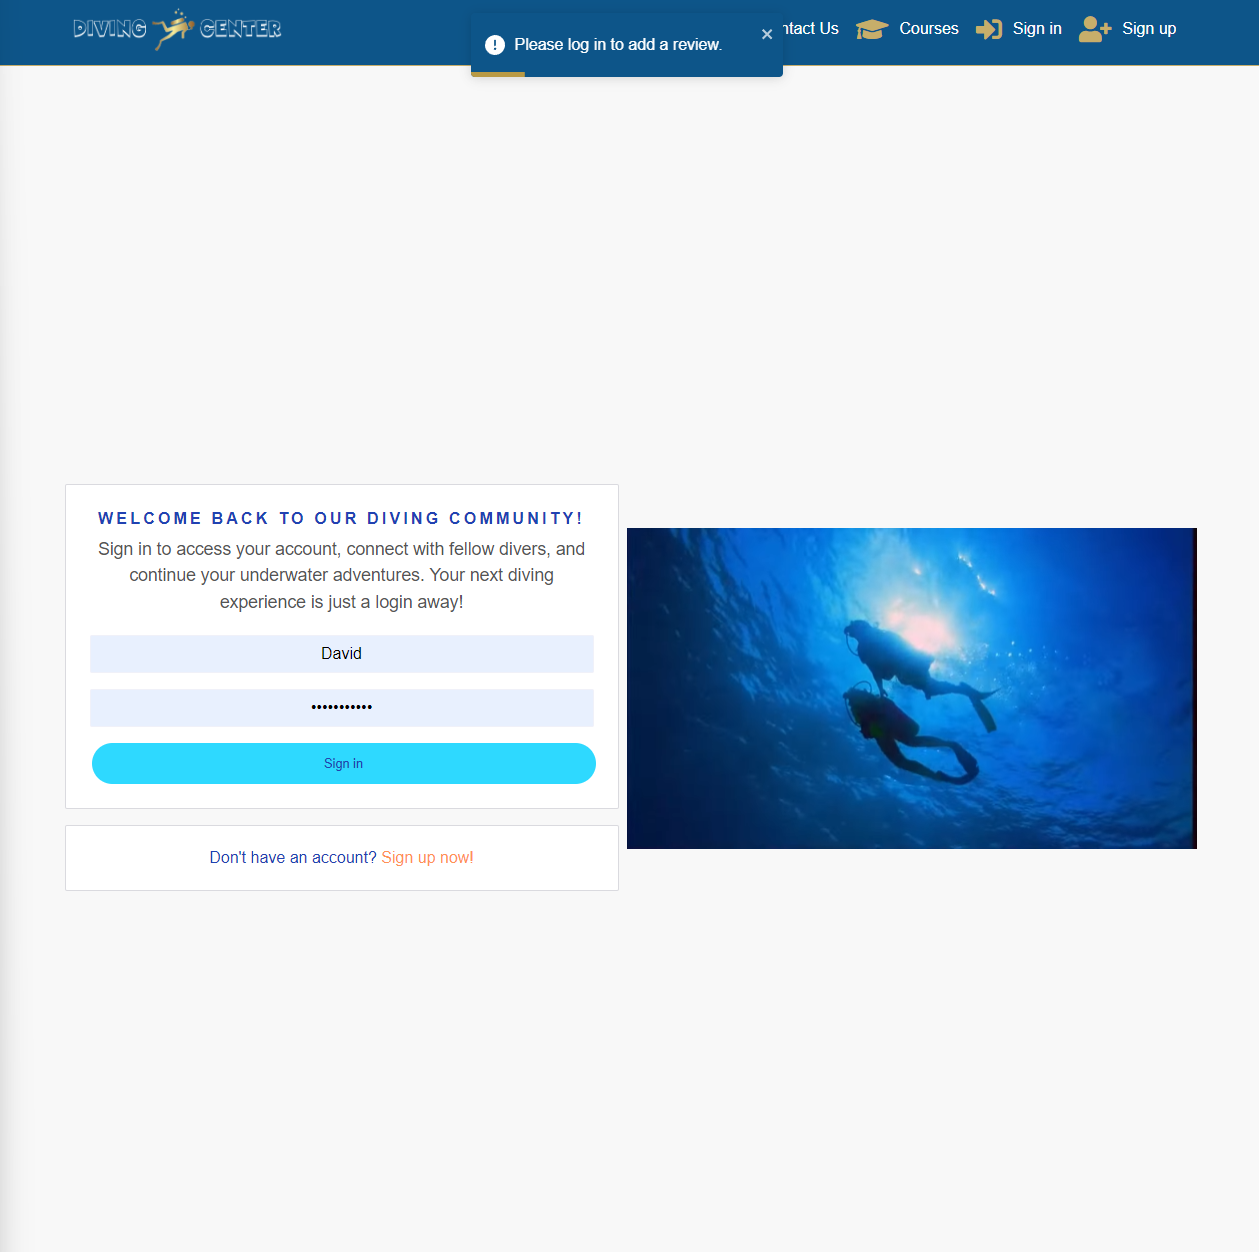 DIVING CENTER
Please log in to add a review.
ntact Us
Courses
Sign in
Sign up
WELCOME BACK TO OUR DIVING COMMUNITY!
Sign in to access your account, connect with fellow divers, and
continue your underwater adventures. Your next diving
experience is just a login away!
David
•••••••••••
Sign in
Don't have an account? Sign up now!